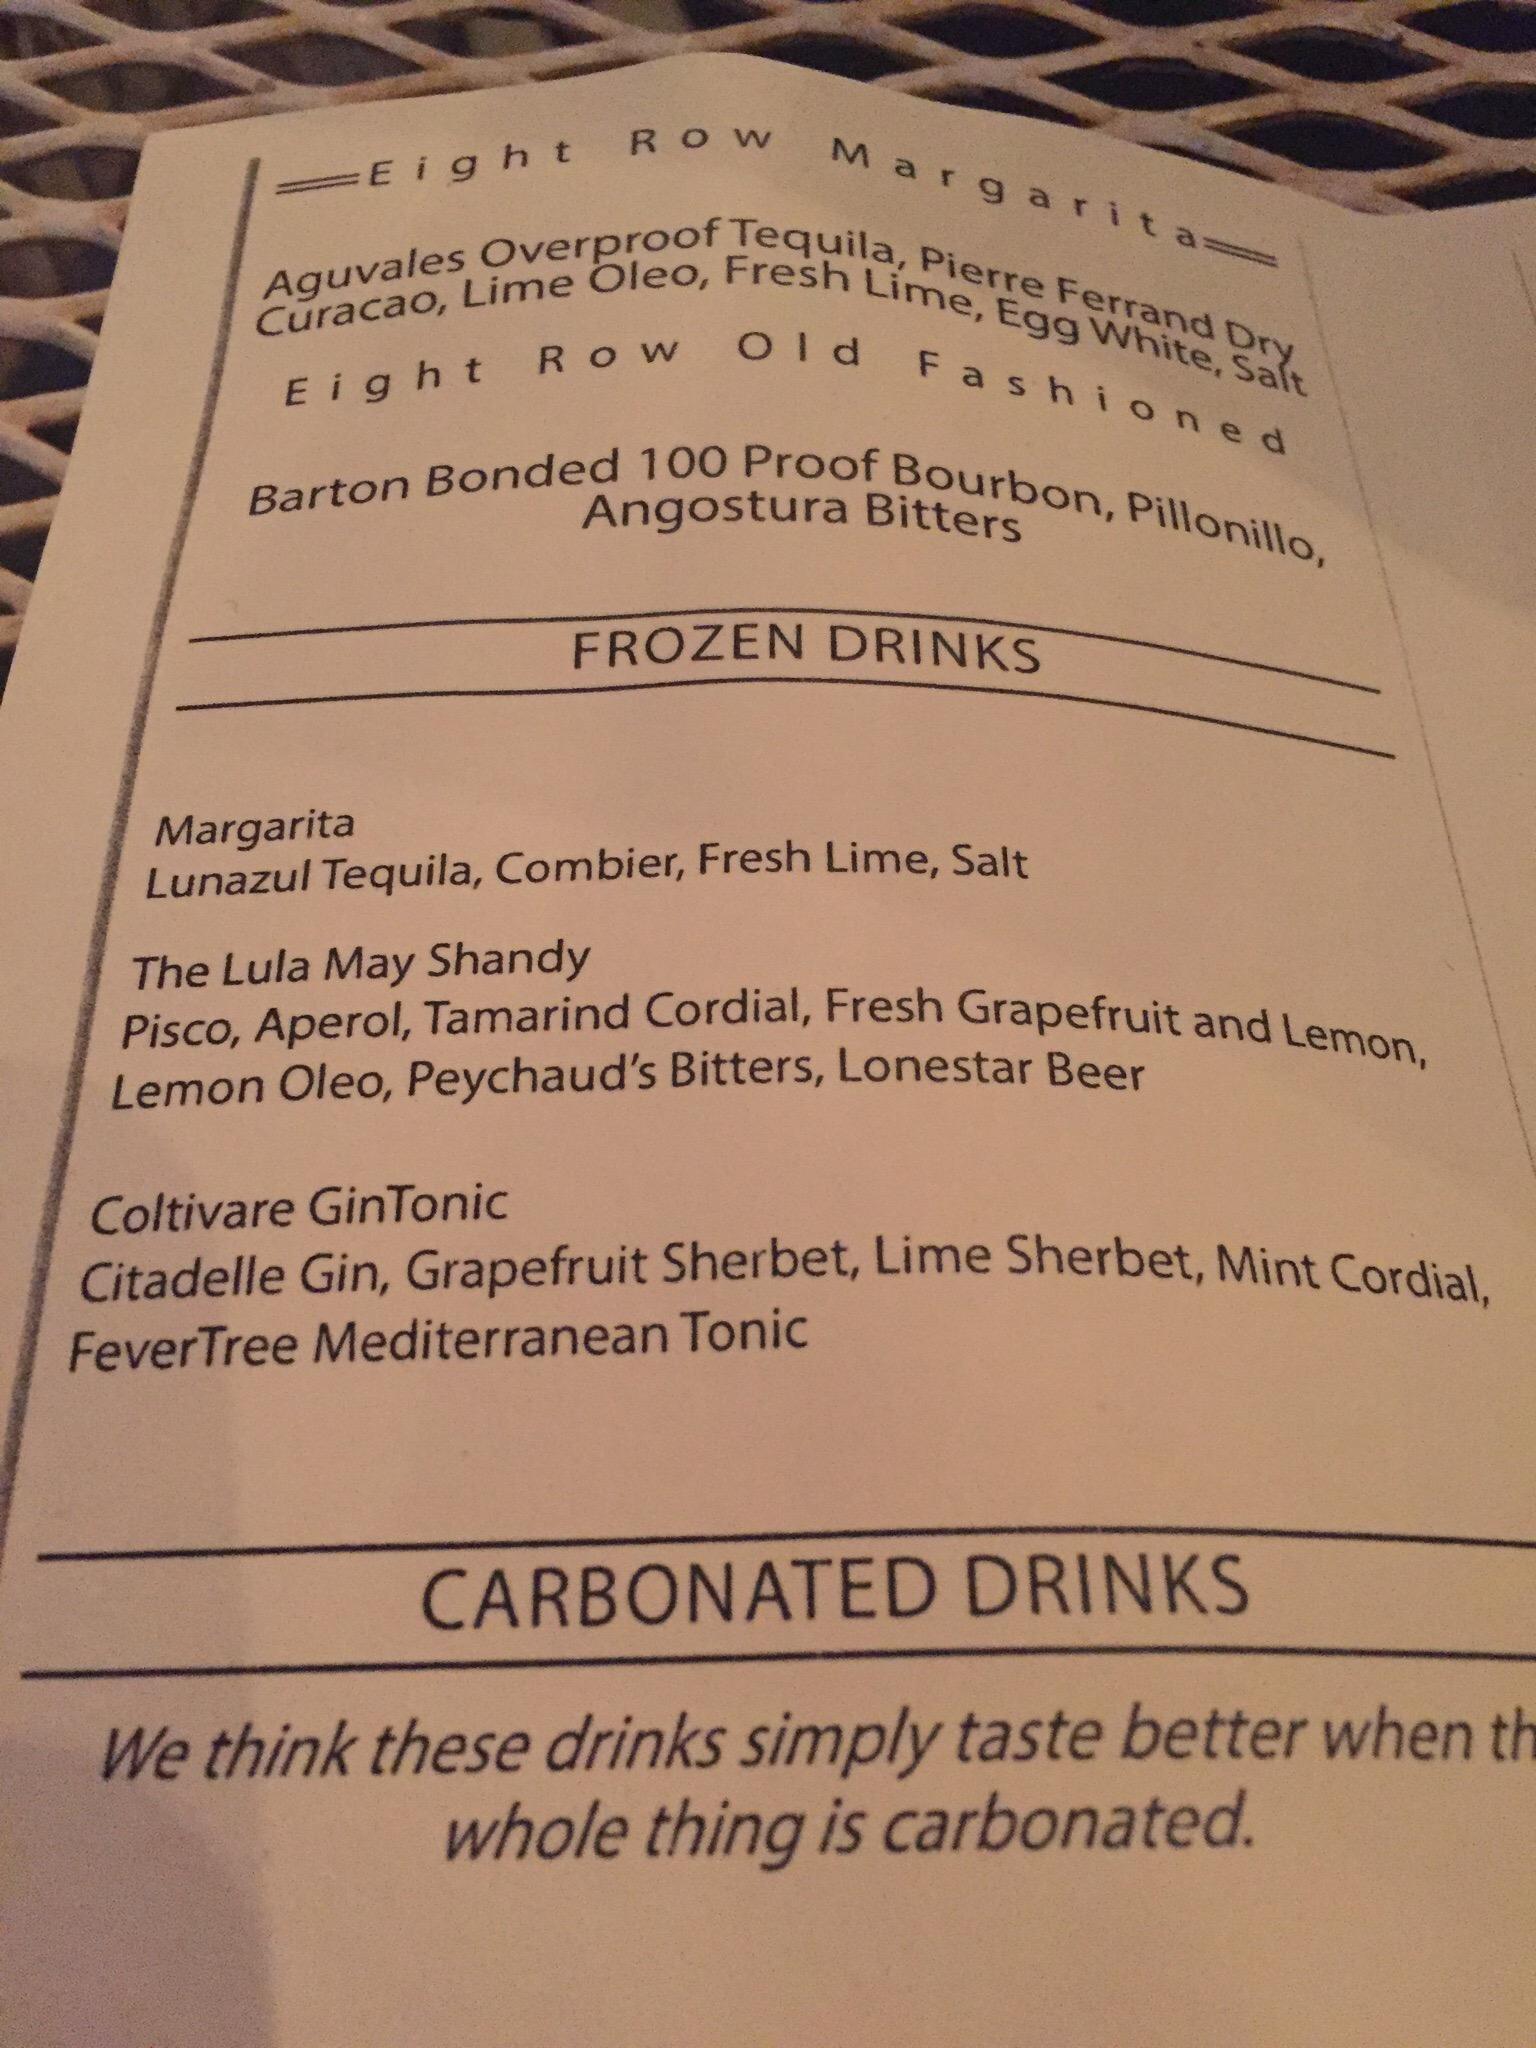 Eight Row Margarita
Aguvales Overproof Tequila, Pierre Ferrand Dry
Curacao, Lime Oleo, Fresh Lime, Egg White, Salt
Eight Row Old Fashioned
Barton Bonded 100 Proof Bourbon, Pillonillo,
Angostura Bitters
FROZEN DRINKS
Margarita
Lunazul Tequila, Combier, Fresh Lime, Salt
The Lula May Shandy
Pisco, Aperol, Tamarind Cordial, Fresh Grapefruit and Lemon,
Lemon Oleo, Peychaud's Bitters, Lonestar Beer
Coltivare GinTonic
Citadelle Gin, Grapefruit Sherbet, Lime Sherbet, Mint Cordial,
FeverTree Mediterranean Tonic
CARBONATED DRINKS
We think these drinks simply taste better when th
whole thing is carbonated.